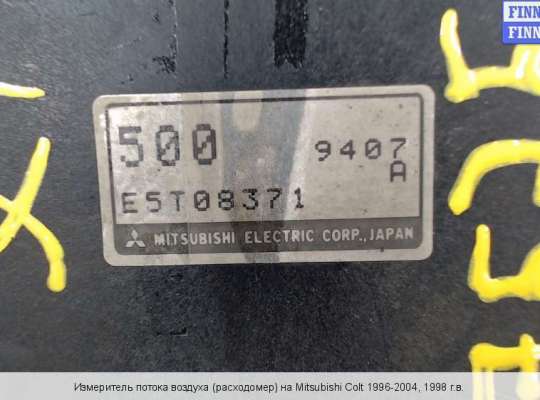 FINN
FINN
500 9407
A
E5T08371
MITSUBISHI ELECTRIC CORP., JAPAN
Измеритель потока воздуха (расходомер) на Mitsubishi Colt 1996-2004, 1998 г.в.